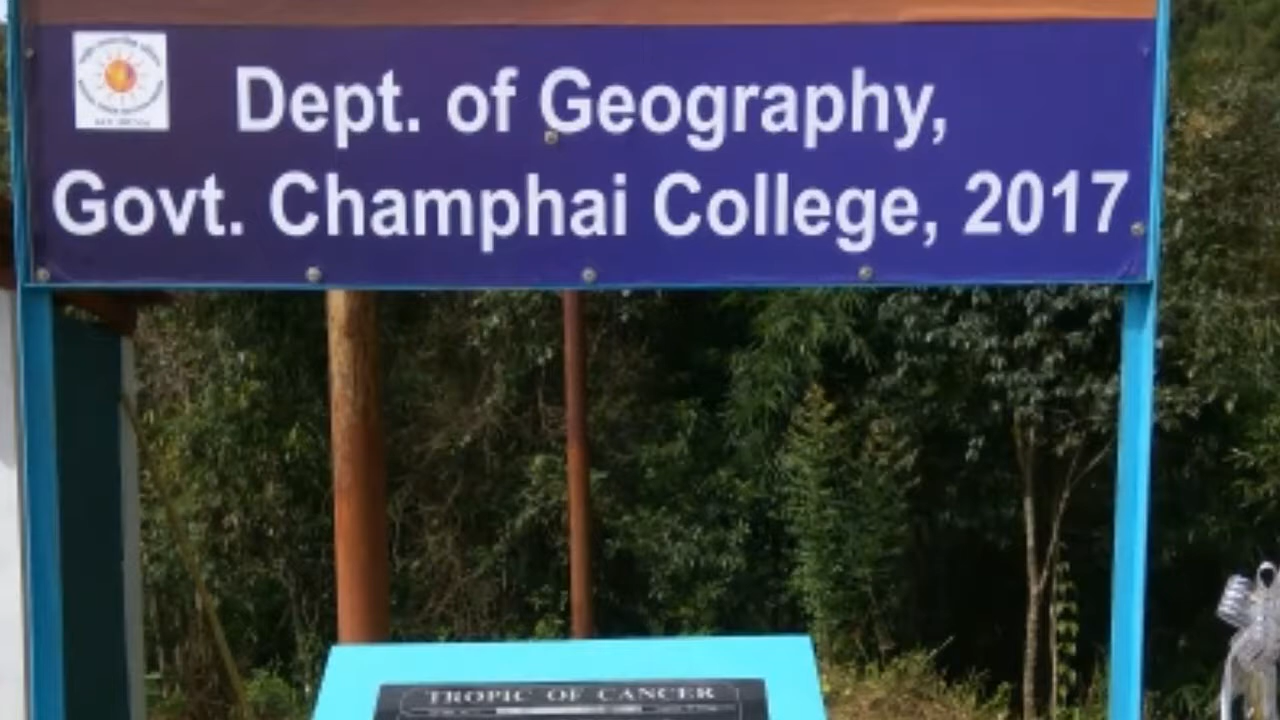 Dept. of Geography,
Govt. Champhai College, 2017
TROPIC OF CANCER